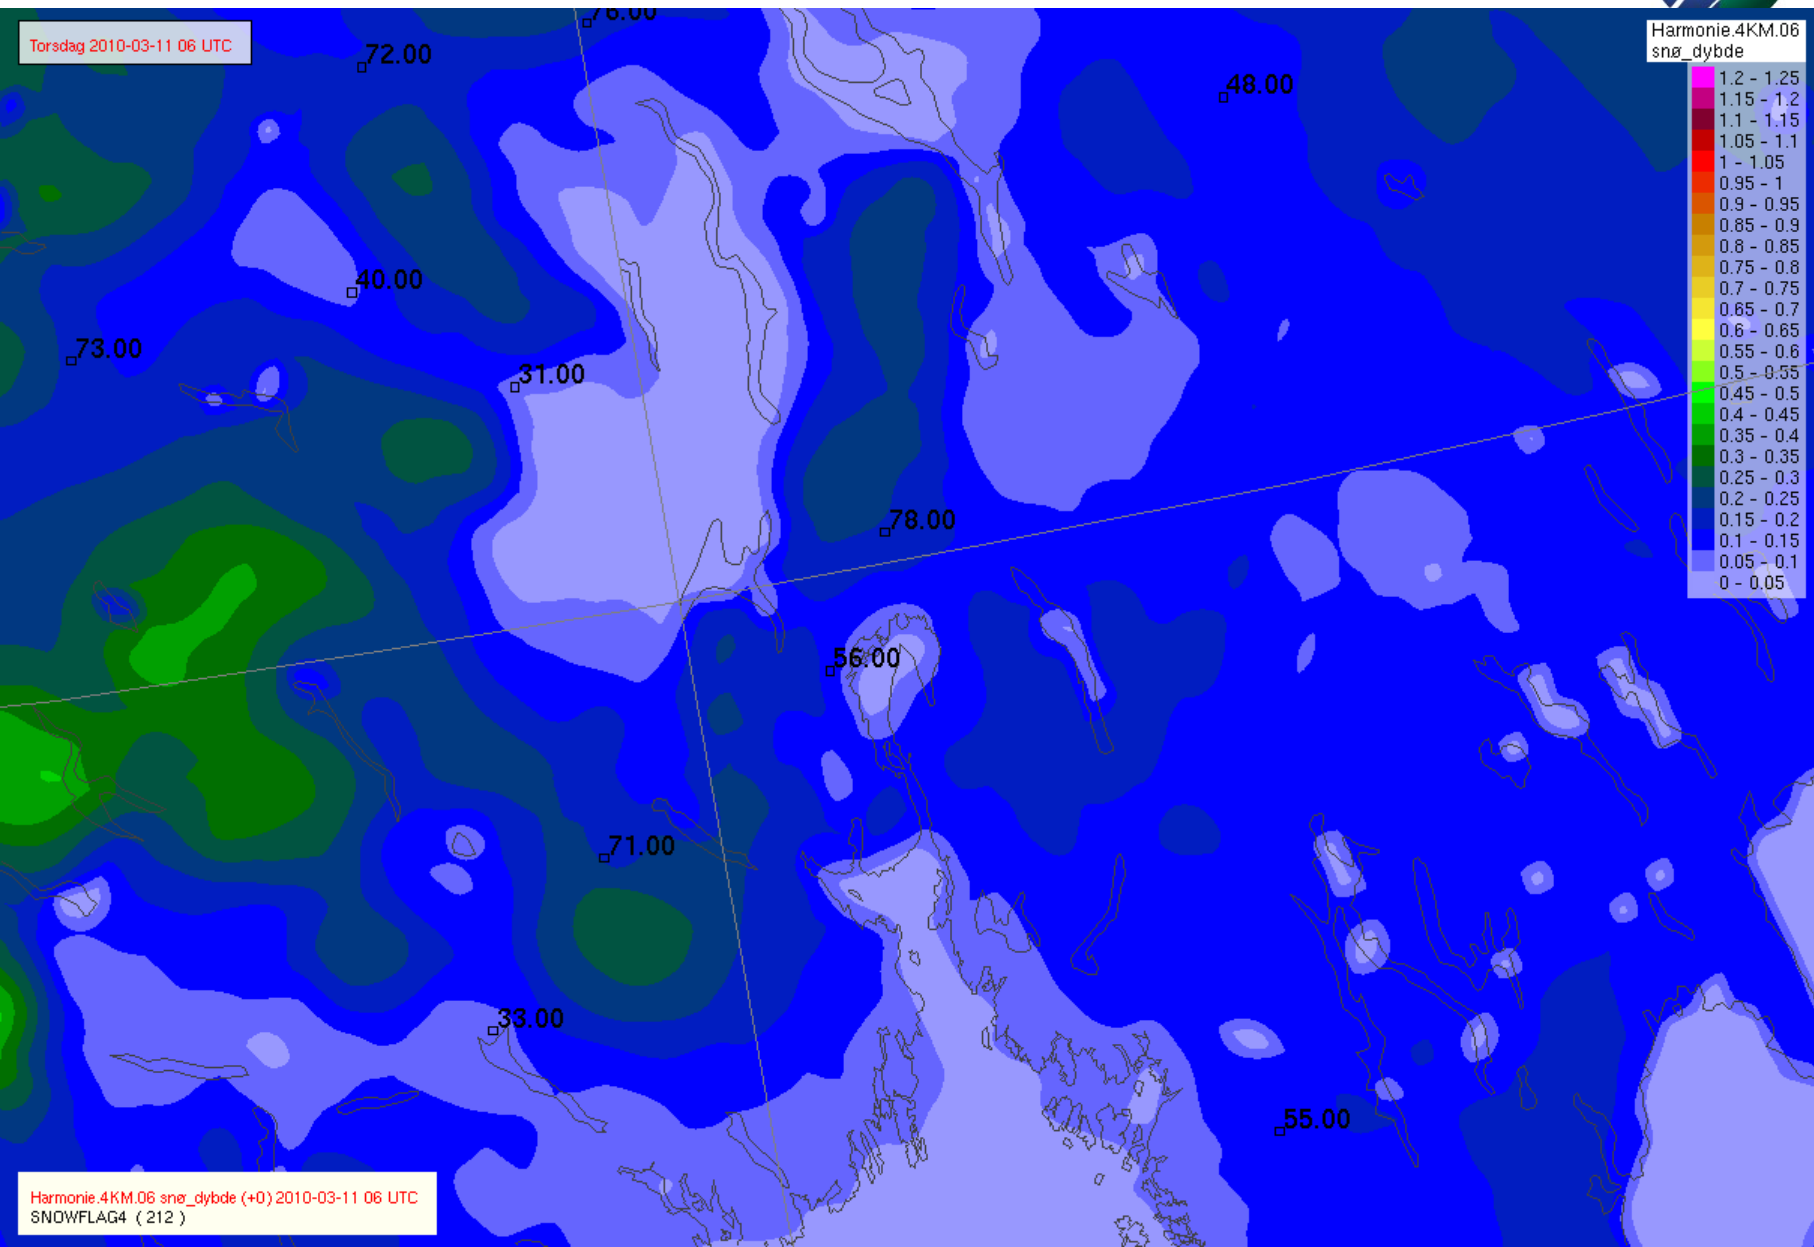 76.00
Torsdag 2010-03-11 06 UTC
72.00
48.00
Harmonie.4KM.06
snø_dybde
1.2 - 1.25
1.15 - 1.2
1.1 - 1.15
1.05 - 1.1
1 - 1.05
0.95 - 1
0.9 - 0.95
0.85 - 0.9
0.8 - 0.85
0.75 - 0.8
0.7 - 0.75
0.65 - 0.7
0.6 - 0.65
0.55 - 0.6
0.5 - 0.55
0.45 - 0.5
0.4 - 0.45
0.35 - 0.4
0.3 - 0.35
0.25 - 0.3
0.2 - 0.25
0.15 - 0.2
0.1 - 0.15
0.05 - 0.1
0 - 0.05
40.00
73.00
31.00
78.00
56.00
71.00
33.00
55.00
Harmonie.4KM.06 snø_dybde (+0) 2010-03-11 06 UTC
SNOWFLAG4 ( 212 )